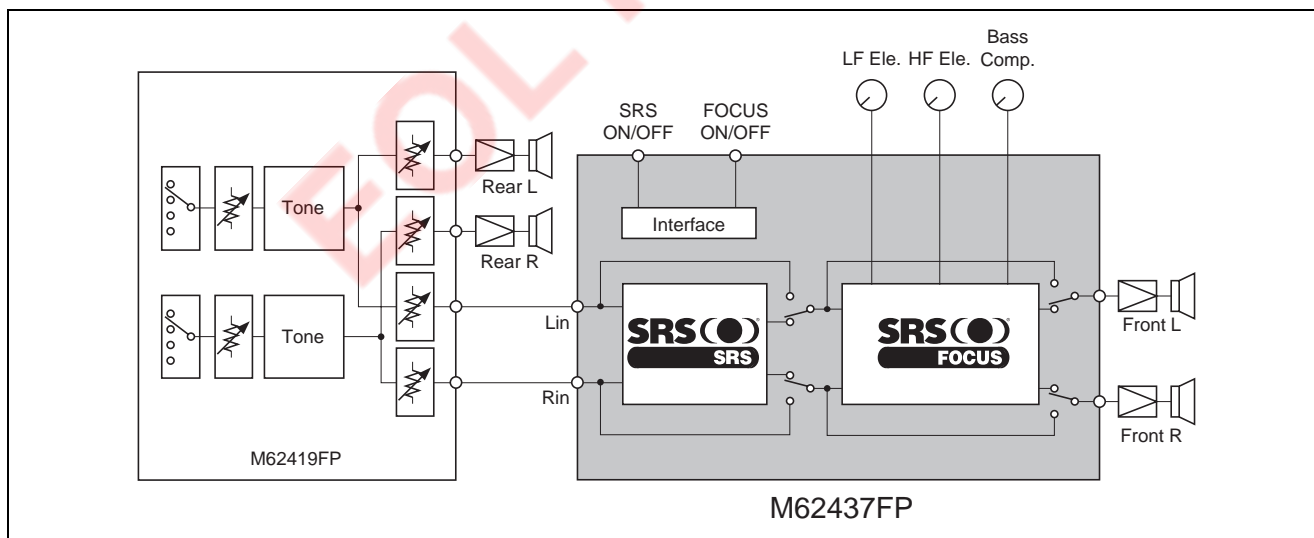 EOL
Bass
LF Ele. HF Ele. Comp.
SRS
ON/OFF
FOCUS
ON/OFF
Tone
Rear L
Interface
Rear R
Tone
Lin
SRS
SRS
SRS
FOCUS
Front L
Rin
Front R
M62419FP
M62437FP